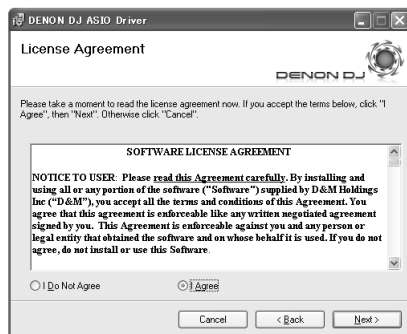 DENON DJ ASIO Driver
License Agreement
DENON DJ
Please take a moment to read the license agreement now. If you accept the terms below, click "I
Agree", then "Next". Otherwise click "Cancel".
SOFTWARE LICENSE AGREEMENT
NOTICE TO USER: Please read this Agreement carefully. By installing and
using all or any portion of the software ("Software") supplied by D&M Holdings
Inc ("D&M"), you accept all the terms and conditions of this Agreement. You
agree that this agreement is enforceable like any written negotiated agreement
signed by you. This Agreement is enforceable against you and any person or
legal entity that obtained the software and on whose behalf it is used. If you do not
agree, do not install or use this Software.
I Do Not Agree
I Agree
Cancel
< Back
Next >